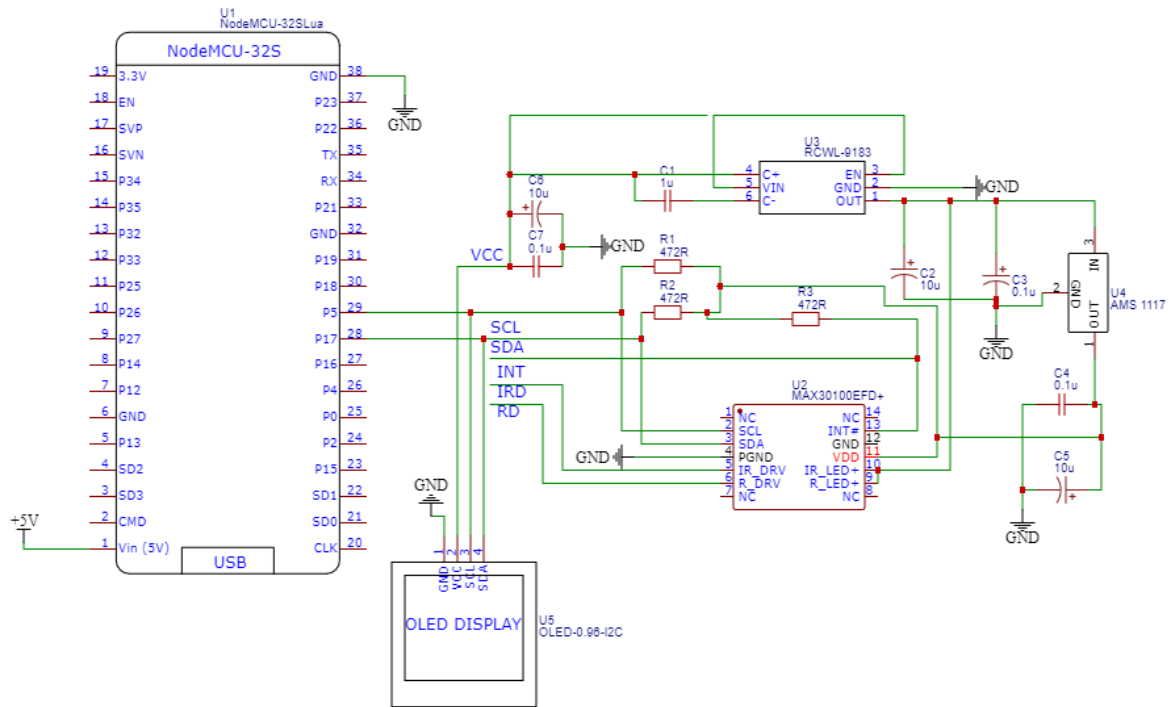 U1
NodeMCU-32SLua
NodeMCU-32S
19 3.3V GND 38
18 EN P23 37
17 SVP P22 36
16 SVN TX 35
15 P34 RX 34
14 P35 P21 33
13 P32 GND 32
12 P33 P19 31
11 P25 P18 30
10 P26 P5 29
9 P27 P17 28
8 P14 P16 27
7 P12 P4 26
6 GND P0 25
5 P13 P2 24
4 SD2 P15 23
3 SD3 SD1 22
2 CMD SD0 21
1 Vin (5V) CLK 20
USB
+5V
GND
U3
RCWL-9183
4 C+ EN 3
5 VIN GND 2
6 C- OUT 1
GND
C1
1u
C6
10u
C7
0.1u
GND
VCC
R1
472R
R2
472R
R3
472R
C2
10u
C3
0.1u
GND
3
IN
2 GND
OUT
1
U4
AMS 1117
SCL
SDA
INT
IRD
RD
U2
MAX30100EFD+
1 NC NC 14
2 SCL INT# 13
3 SDA GND 12
4 PGND VDD 11
5 IR_DRV IR_LED+ 10
6 R_DRV R_LED+ 9
7 NC NC 8
GND
C4
0.1u
C5
10u
GND
GND
1 2 3 4
GND VCC SCL SDA
OLED DISPLAY
U5
OLED-0.96-I2C